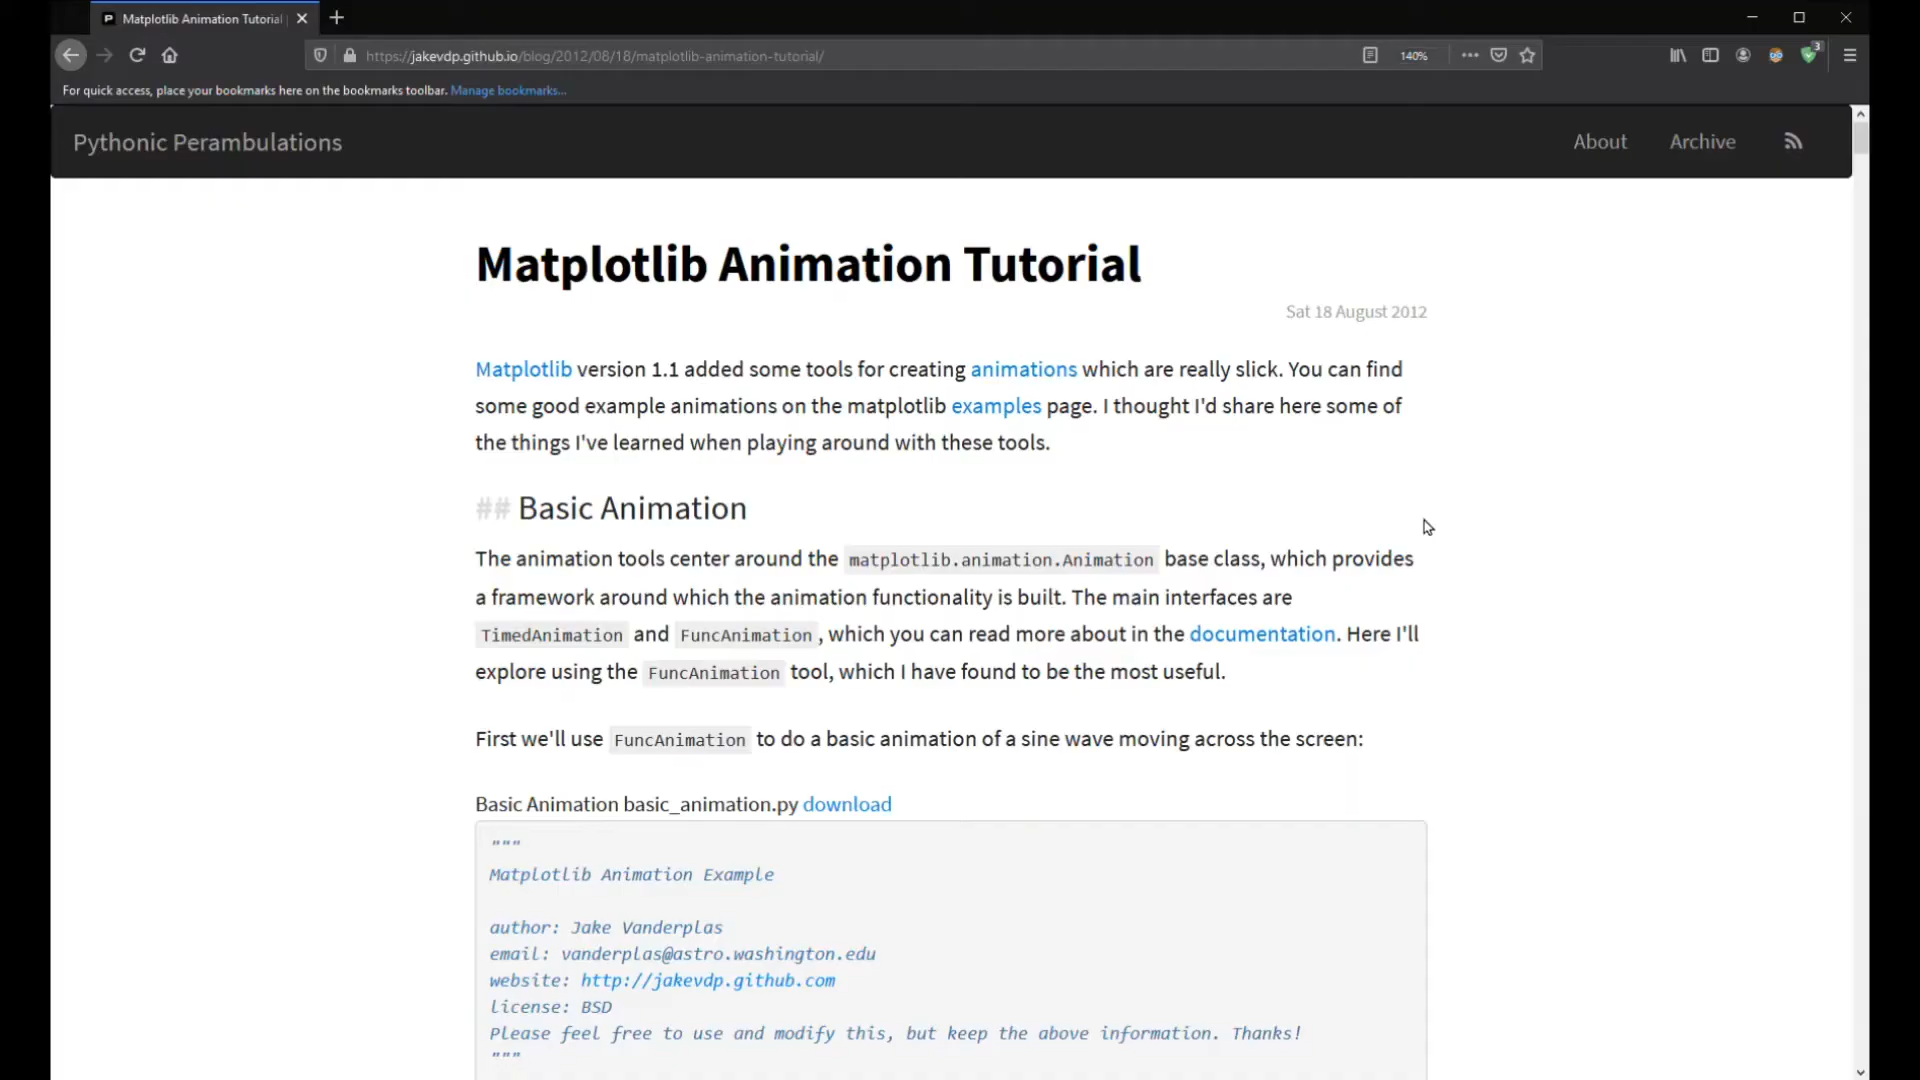 Matplotlib Animation Tutorial
https://jakevdp.github.io/blog/2012/08/18/matplotlib-animation-tutorial/
140%
3
For quick access, place your bookmarks here on the bookmarks toolbar. Manage bookmarks...
Pythonic Perambulations
About
Archive
Matplotlib Animation Tutorial
Sat 18 August 2012
Matplotlib version 1.1 added some tools for creating animations which are really slick. You can find
some good example animations on the matplotlib examples page. I thought I'd share here some of
the things I've learned when playing around with these tools.
## Basic Animation
The animation tools center around the matplotlib.animation.Animation base class, which provides
a framework around which the animation functionality is built. The main interfaces are
TimedAnimation and FuncAnimation, which you can read more about in the documentation. Here I'll
explore using the FuncAnimation tool, which I have found to be the most useful.
First we'll use FuncAnimation to do a basic animation of a sine wave moving across the screen:
Basic Animation basic_animation.py download
"""
Matplotlib Animation Example
author: Jake Vanderplas
email: vanderplas@astro.washington.edu
website: http://jakevdp.github.com
license: BSD
Please feel free to use and modify this, but keep the above information. Thanks!
"""